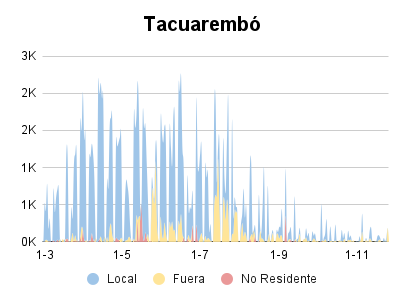 Tacuarembó
3K
2K
2K
1K
1K
0K
1-3 1-5 1-7 1-9 1-11
Local Fuera No Residente